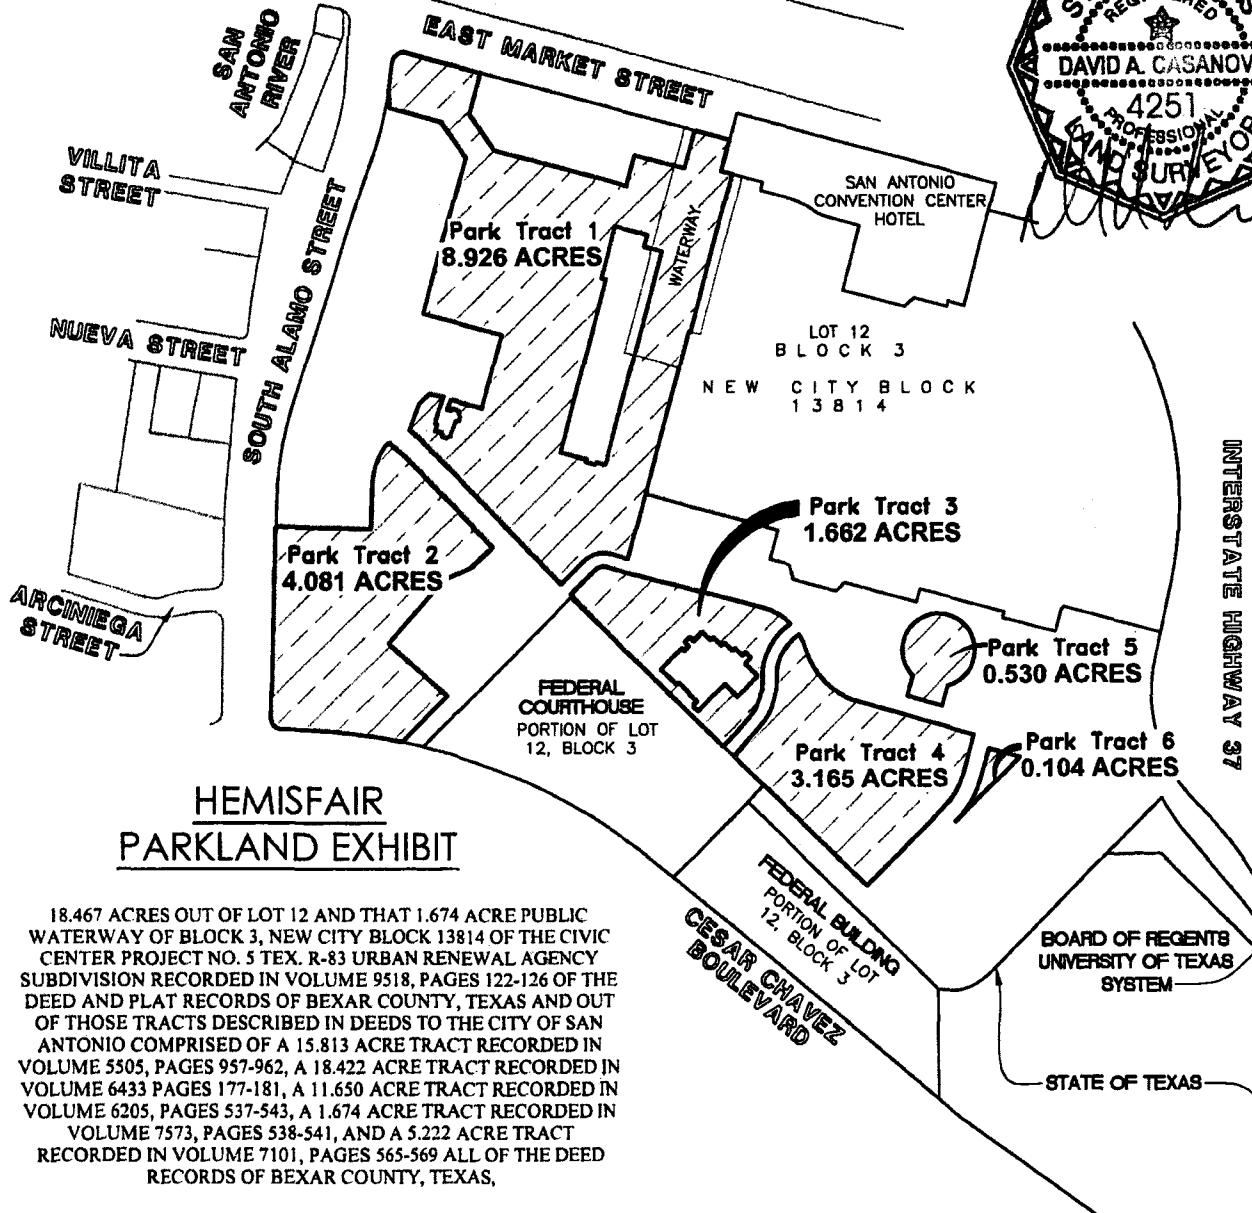 EAST MARKET STREET
SAN
ANTONIO
RIVER
REGISTERED
DAVID A. CASANOV
4251
PROFESSIONAL
LAND SURVEYOR
VILLITA
STREET
SAN ANTONIO
CONVENTION CENTER
HOTEL
Park Tract 1
8.926 ACRES
WATERWAY
SOUTH ALAMO STREET
NUEVA STREET
LOT 12
BLOCK 3
NEW CITY BLOCK
13814
INTERSTATE HIGHWAY 37
Park Tract 3
1.662 ACRES
Park Tract 2
4.081 ACRES
ARCINIEGA
STREET
Park Tract 5
0.530 ACRES
FEDERAL
COURTHOUSE
PORTION OF LOT
12, BLOCK 3
Park Tract 4
3.165 ACRES
Park Tract 6
0.104 ACRES
HEMISFAIR
PARKLAND EXHIBIT
FEDERAL BUILDING
PORTION OF LOT
12, BLOCK 3
CESAR CHAVEZ
BOULEVARD
BOARD OF REGENTS
UNIVERSITY OF TEXAS
SYSTEM
STATE OF TEXAS
18.467 ACRES OUT OF LOT 12 AND THAT 1.674 ACRE PUBLIC
WATERWAY OF BLOCK 3, NEW CITY BLOCK 13814 OF THE CIVIC
CENTER PROJECT NO. 5 TEX. R-83 URBAN RENEWAL AGENCY
SUBDIVISION RECORDED IN VOLUME 9518, PAGES 122-126 OF THE
DEED AND PLAT RECORDS OF BEXAR COUNTY, TEXAS AND OUT
OF THOSE TRACTS DESCRIBED IN DEEDS TO THE CITY OF SAN
ANTONIO COMPRISED OF A 15.813 ACRE TRACT RECORDED IN
VOLUME 5505, PAGES 957-962, A 18.422 ACRE TRACT RECORDED IN
VOLUME 6433 PAGES 177-181, A 11.650 ACRE TRACT RECORDED IN
VOLUME 6205, PAGES 537-543, A 1.674 ACRE TRACT RECORDED IN
VOLUME 7573, PAGES 538-541, AND A 5.222 ACRE TRACT
RECORDED IN VOLUME 7101, PAGES 565-569 ALL OF THE DEED
RECORDS OF BEXAR COUNTY, TEXAS,